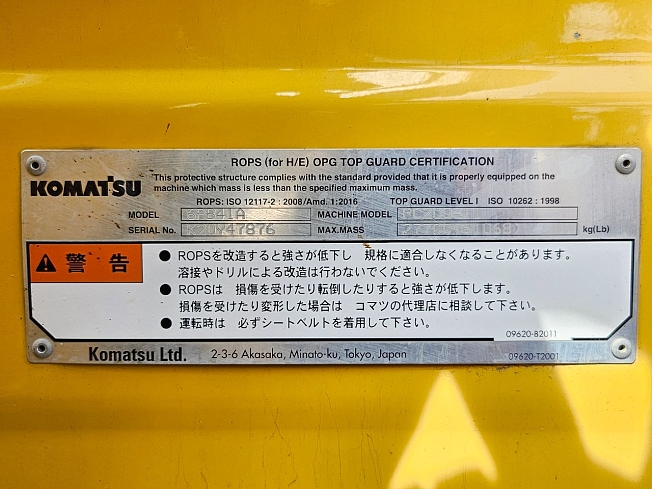 ROPS (for H/E) OPG TOP GUARD CERTIFICATION
KOMATSU
This protective structure complies with the standard provided that it is properly equipped on the
machine which mass is less than the specified maximum mass.
ROPS: ISO 12117-2 : 2008/Amd. 1:2016 TOP GUARD LEVEL I ISO 10262 : 1998
MODEL MACHINE MODEL
SERIAL No. MAX.MASS kg(Lb)
警告
● ROPSを改造すると強さが低下し 規格に適合しなくなることがあります。
溶接やドリルによる改造は行わないでください。
● ROPSは 損傷を受けたり転倒したりすると強さが低下します。
損傷を受けたり変形した場合は コマツの代理店に相談して下さい。
● 運転時は 必ずシートベルトを着用して下さい。
09620-82011
Komatsu Ltd. 2-3-6 Akasaka, Minato-ku, Tokyo, Japan 09620-T2001